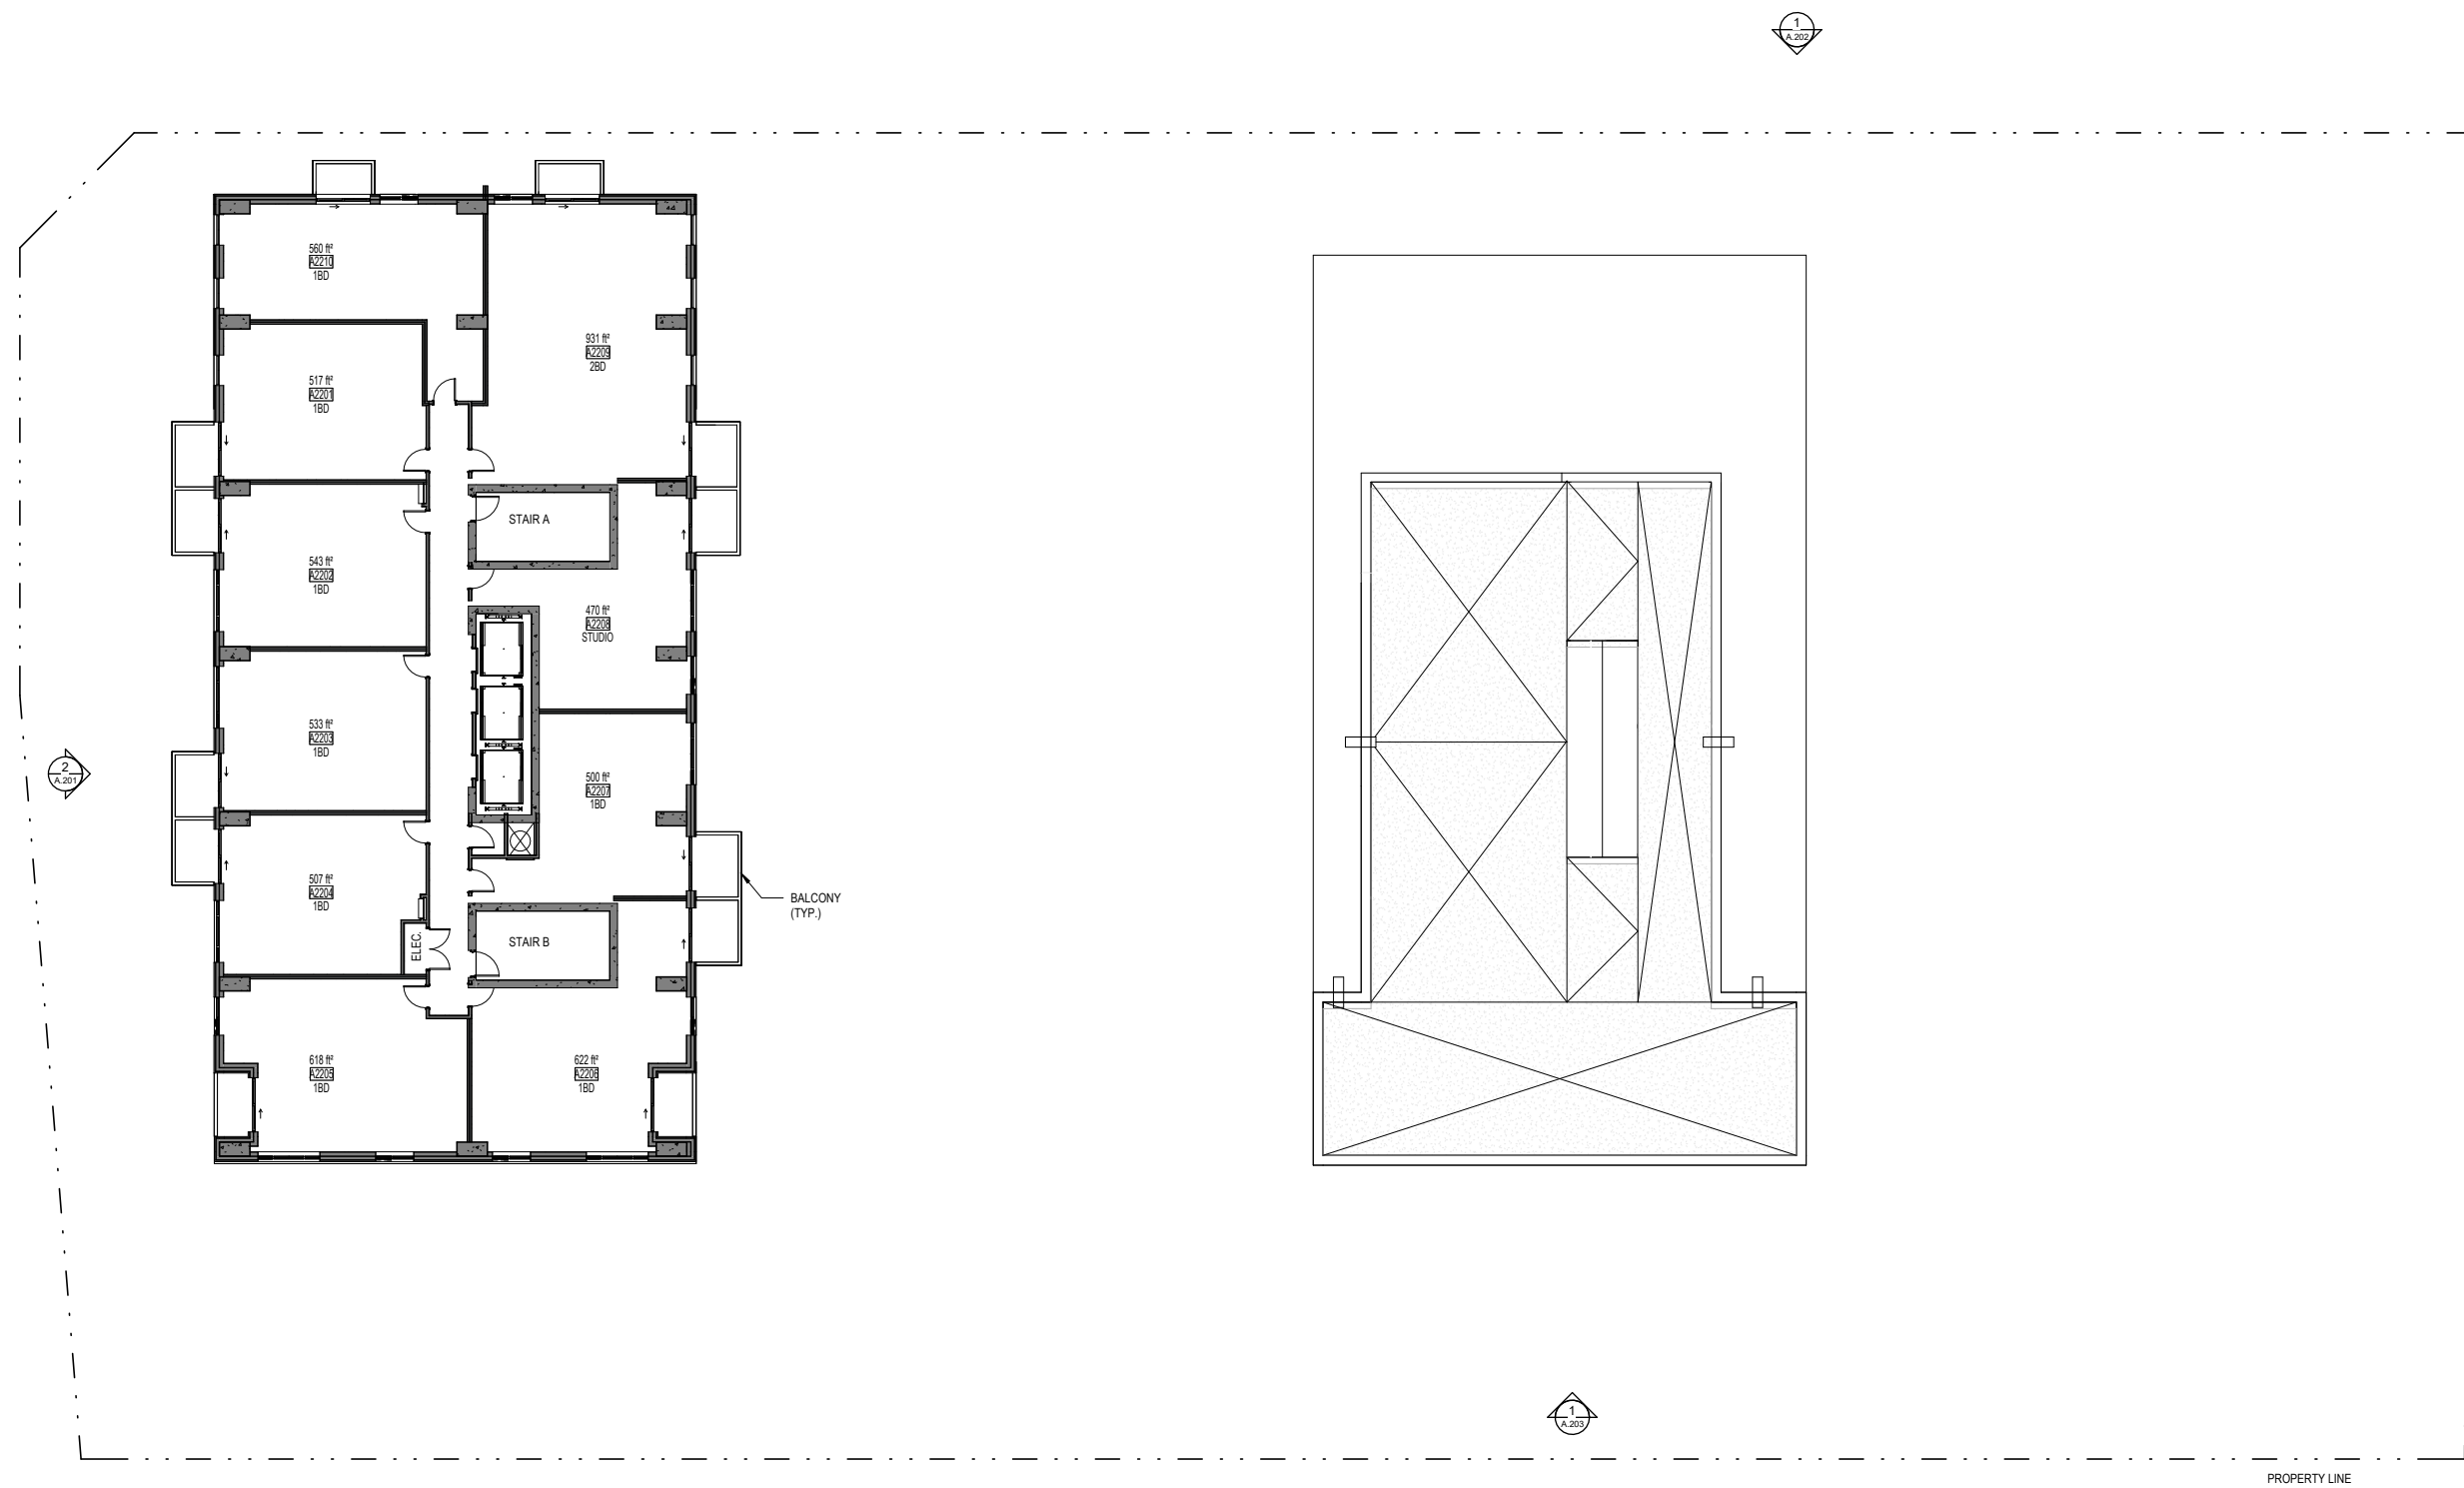 1
A.202
560 ft²
A2210
1BD
931 ft²
A2209
2BD
517 ft²
A2201
1BD
STAIR A
543 ft²
A2202
1BD
470 ft²
A2208
STUDIO
533 ft²
A2203
1BD
2
A.201
500 ft²
A2207
1BD
507 ft²
A2204
1BD
BALCONY
(TYP.)
ELEC.
STAIR B
618 ft²
A2205
1BD
622 ft²
A2206
1BD
1
A.203
PROPERTY LINE